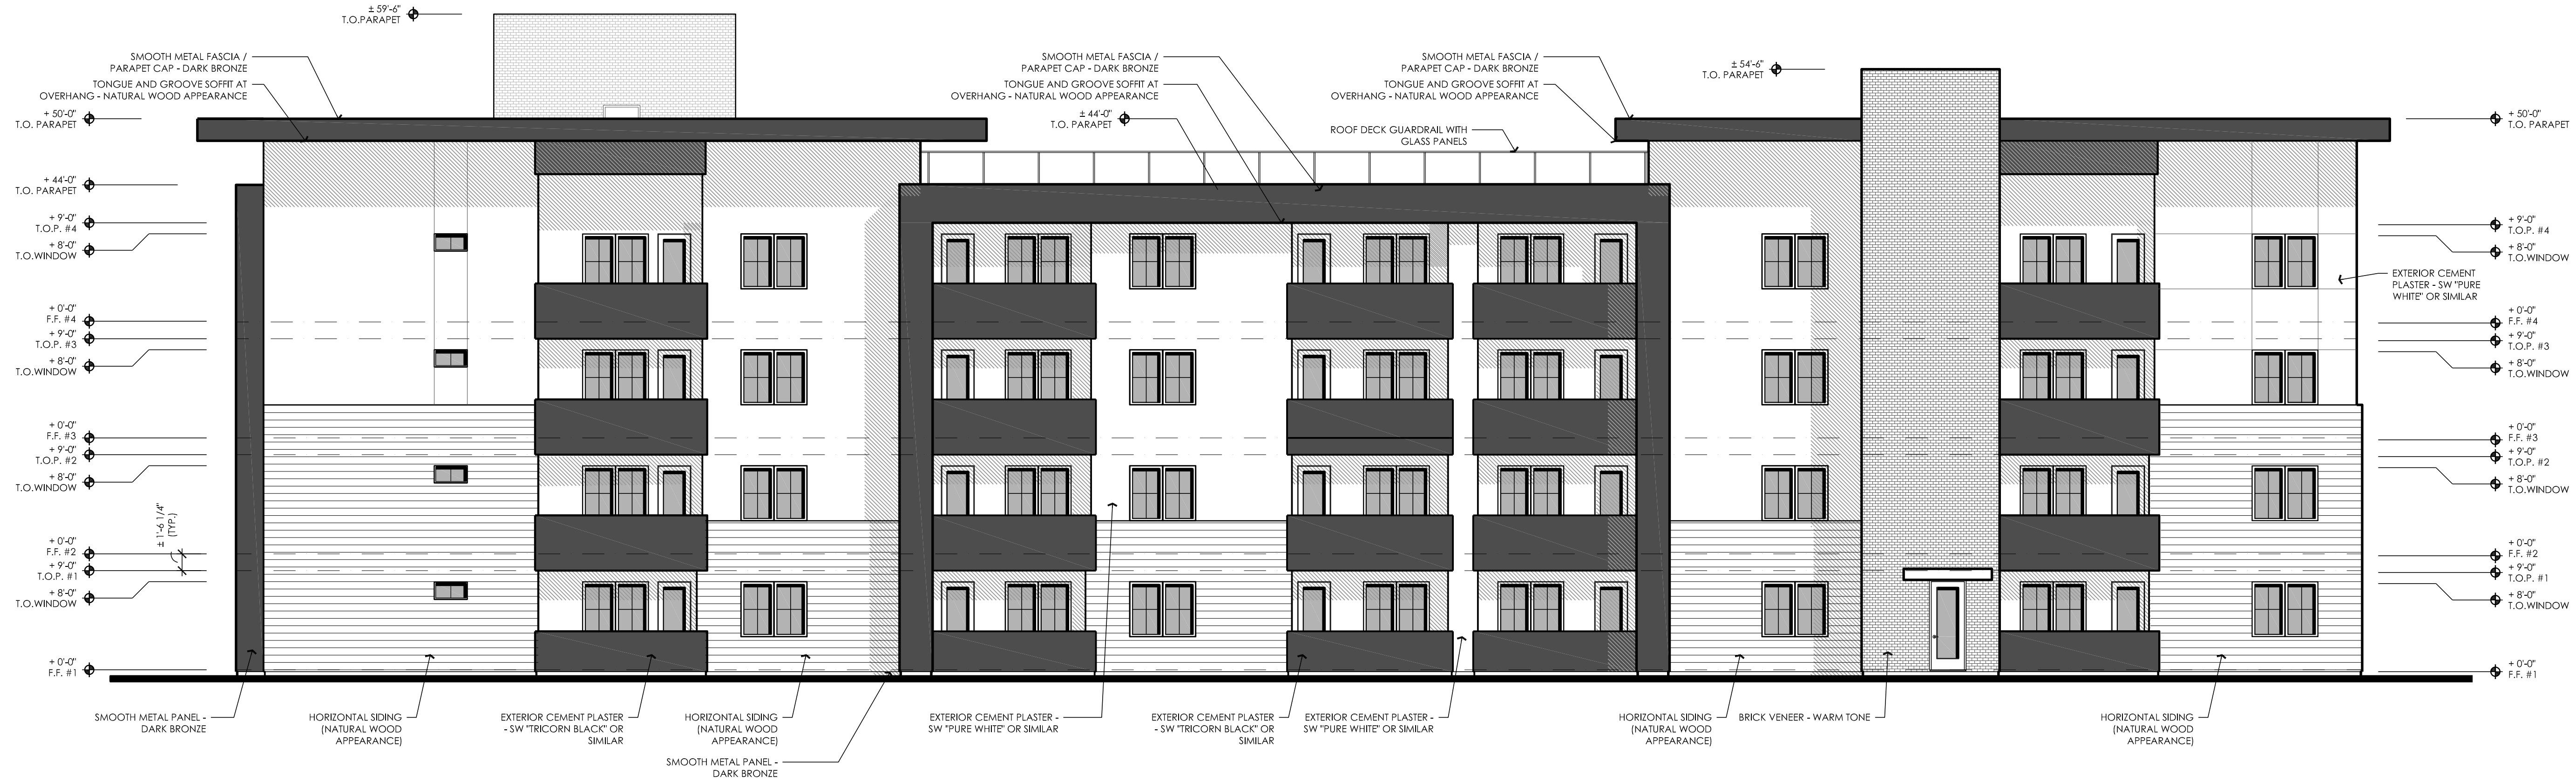 ± 59'-6"
T.O.PARAPET
SMOOTH METAL FASCIA /
PARAPET CAP - DARK BRONZE
TONGUE AND GROOVE SOFFIT AT
OVERHANG - NATURAL WOOD APPEARANCE
SMOOTH METAL FASCIA /
PARAPET CAP - DARK BRONZE
TONGUE AND GROOVE SOFFIT AT
OVERHANG - NATURAL WOOD APPEARANCE
± 44'-0"
T.O. PARAPET
SMOOTH METAL FASCIA /
PARAPET CAP - DARK BRONZE
TONGUE AND GROOVE SOFFIT AT
OVERHANG - NATURAL WOOD APPEARANCE
ROOF DECK GUARDRAIL WITH
GLASS PANELS
± 54'-6"
T.O. PARAPET
+ 50'-0"
T.O. PARAPET
+ 44'-0"
T.O. PARAPET
+ 9'-0"
T.O.P. #4
+ 8'-0"
T.O.WINDOW
+ 0'-0"
F.F. #4
+ 9'-0"
T.O.P. #3
+ 8'-0"
T.O.WINDOW
+ 0'-0"
F.F. #3
+ 9'-0"
T.O.P. #2
+ 8'-0"
T.O.WINDOW
± 1'-6 1/4"
(TYP.)
+ 0'-0"
F.F. #2
+ 9'-0"
T.O.P. #1
+ 8'-0"
T.O.WINDOW
+ 0'-0"
F.F. #1
+ 50'-0"
T.O. PARAPET
+ 9'-0"
T.O.P. #4
+ 8'-0"
T.O.WINDOW
EXTERIOR CEMENT
PLASTER - SW "PURE
WHITE" OR SIMILAR
+ 0'-0"
F.F. #4
+ 9'-0"
T.O.P. #3
+ 8'-0"
T.O.WINDOW
+ 0'-0"
F.F. #3
+ 9'-0"
T.O.P. #2
+ 8'-0"
T.O.WINDOW
+ 0'-0"
F.F. #2
+ 9'-0"
T.O.P. #1
+ 8'-0"
T.O.WINDOW
+ 0'-0"
F.F. #1
SMOOTH METAL PANEL -
DARK BRONZE
HORIZONTAL SIDING
(NATURAL WOOD
APPEARANCE)
EXTERIOR CEMENT PLASTER
- SW "TRICORN BLACK" OR
SIMILAR
HORIZONTAL SIDING
(NATURAL WOOD
APPEARANCE)
SMOOTH METAL PANEL -
DARK BRONZE
EXTERIOR CEMENT PLASTER -
SW "PURE WHITE" OR SIMILAR
EXTERIOR CEMENT PLASTER
- SW "TRICORN BLACK" OR
SIMILAR
EXTERIOR CEMENT PLASTER -
SW "PURE WHITE" OR SIMILAR
HORIZONTAL SIDING
(NATURAL WOOD
APPEARANCE)
BRICK VENEER - WARM TONE
HORIZONTAL SIDING
(NATURAL WOOD
APPEARANCE)